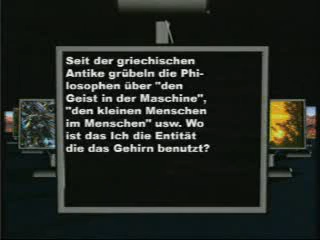 Seit der griechischen
Antike grübeln die Phi-
losophen über "den
Geist in der Maschine",
"den kleinen Menschen
im Menschen" usw. Wo
ist das Ich die Entität
die das Gehirn benutzt?